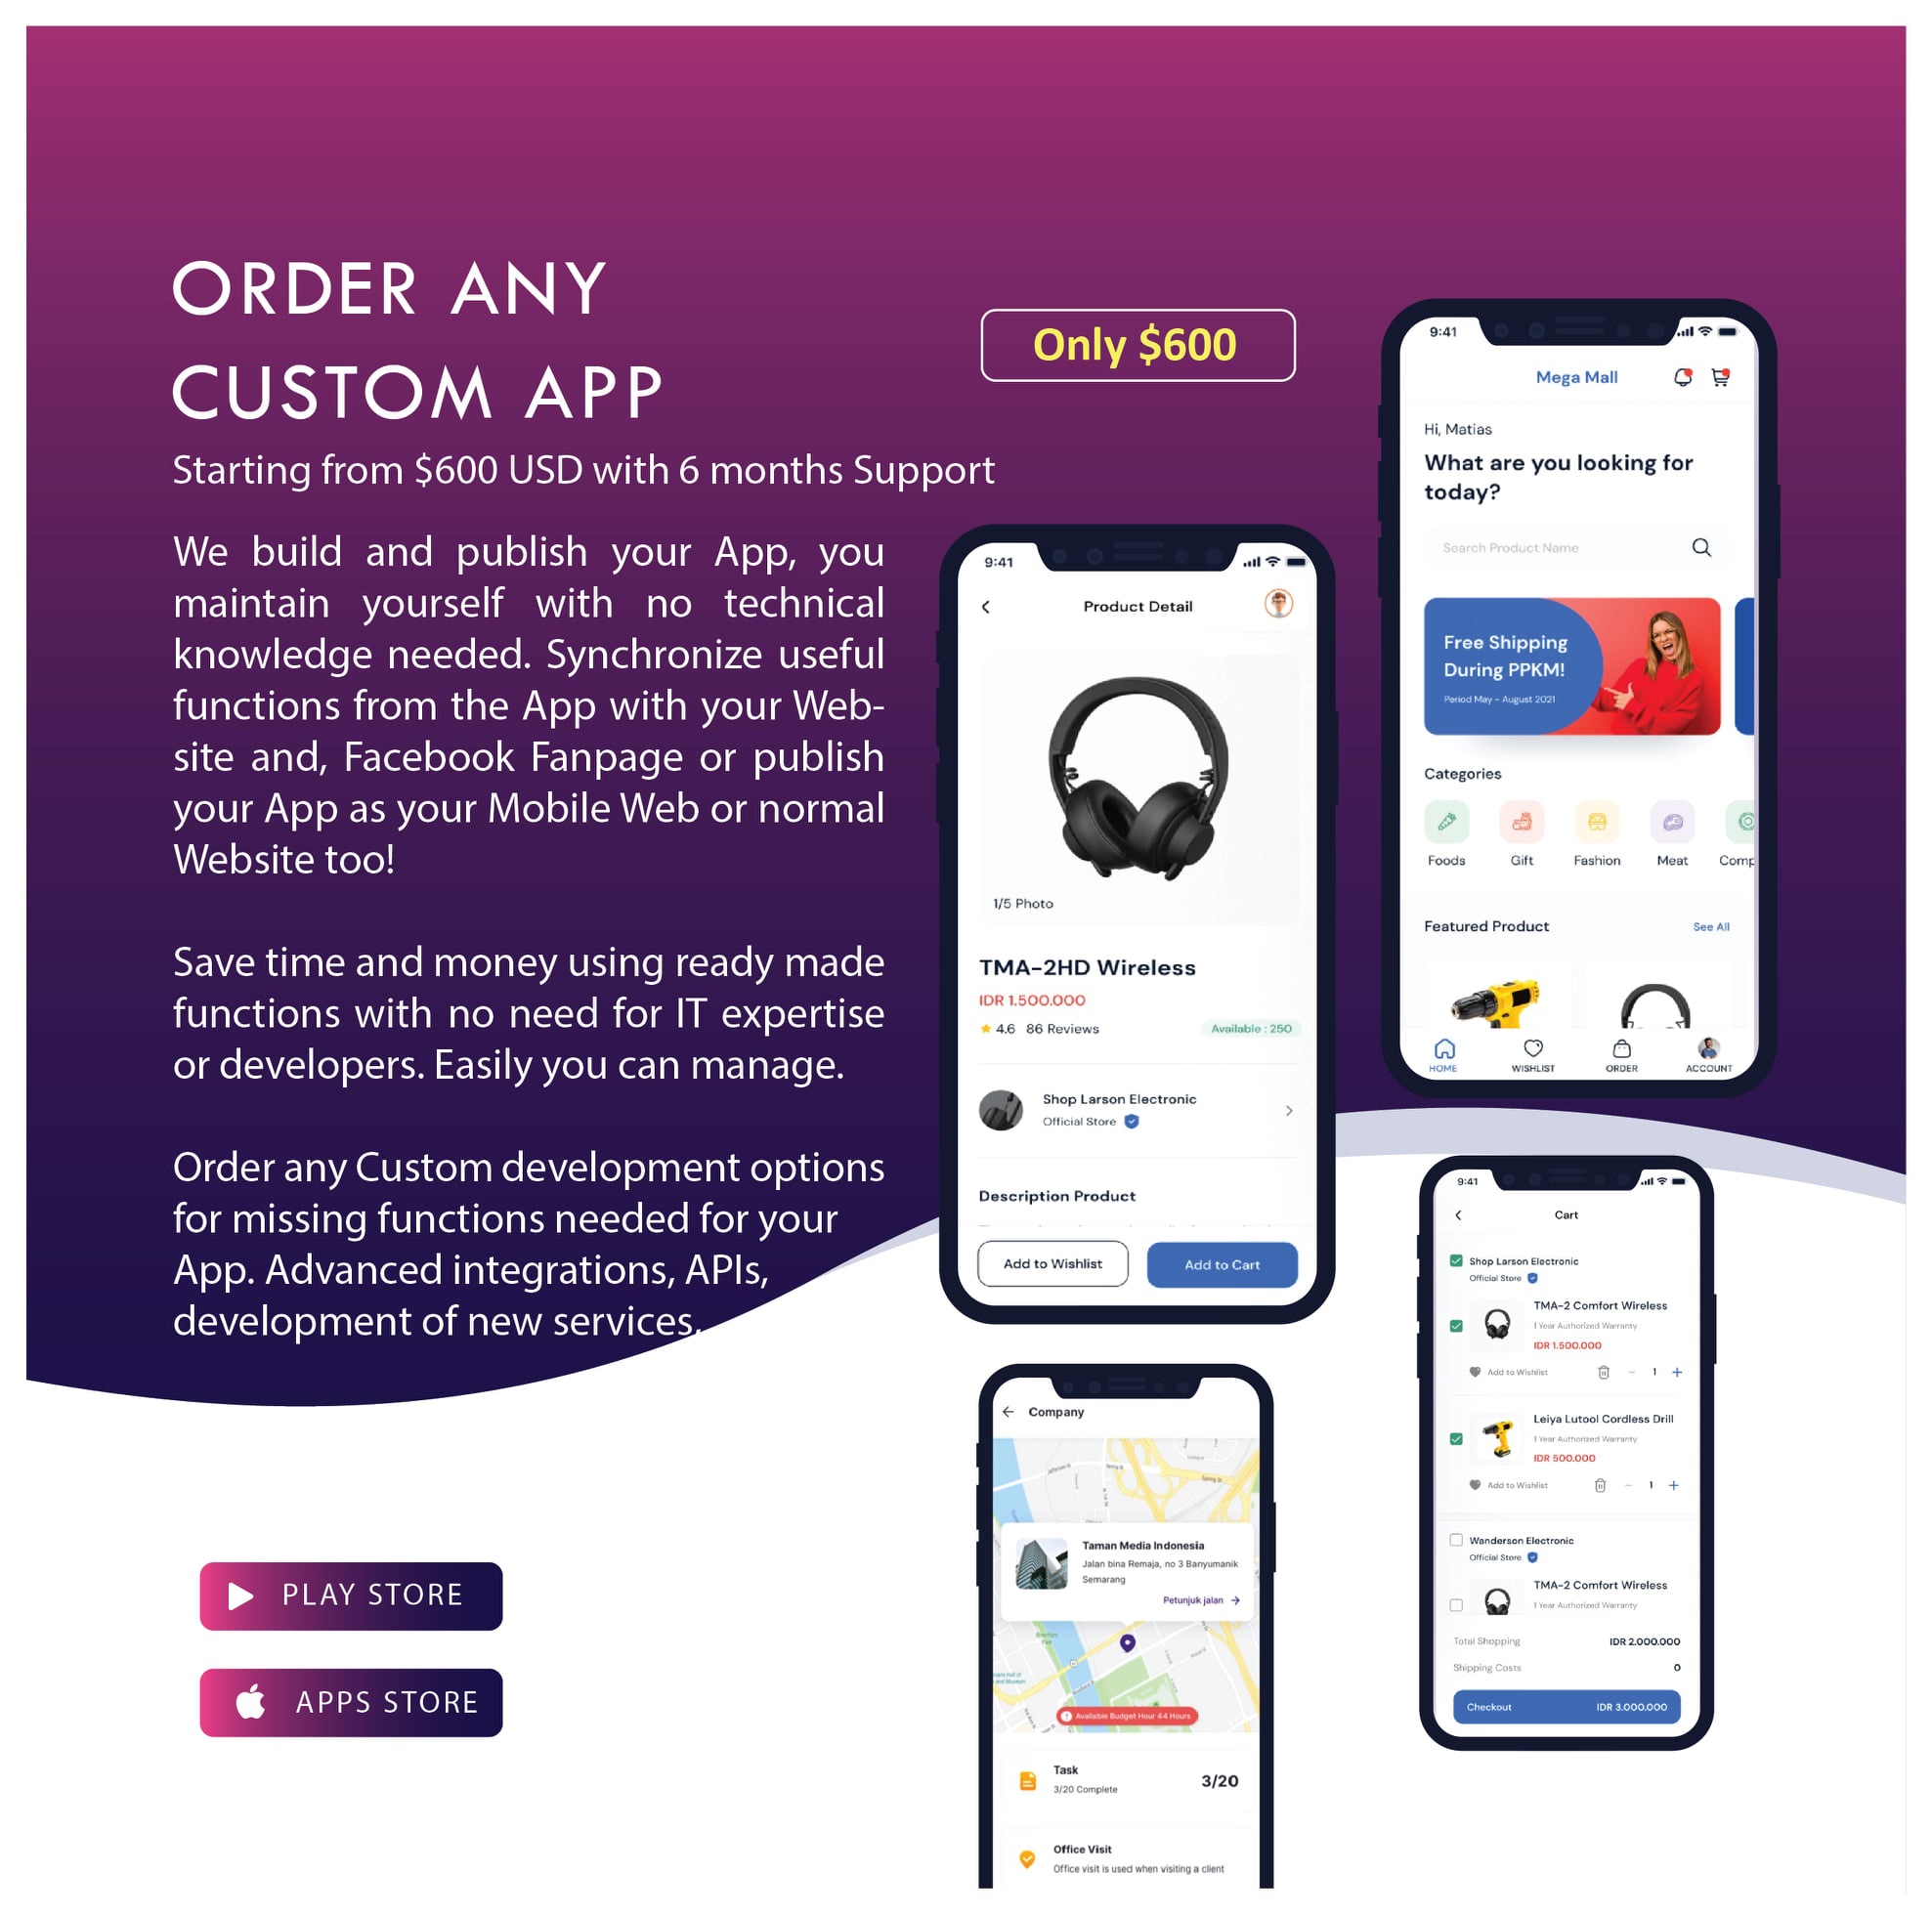 ORDER ANY
CUSTOM APP
Starting from $600 USD with 6 months Support
We build and publish your App, you
maintain yourself with no technical
knowledge needed. Synchronize useful
functions from the App with your Web-
site and, Facebook Fanpage or publish
your App as your Mobile Web or normal
Website too!
Save time and money using ready made
functions with no need for IT expertise
or developers. Easily you can manage.
Order any Custom development options
for missing functions needed for your
App. Advanced integrations, APIs,
development of new services.
PLAY STORE
APPS STORE
Only $600
9:41
Product Detail
1/5 Photo
TMA-2HD Wireless
IDR 1.500.000
4.6 86 Reviews
Available : 250
Shop Larson Electronic
Official Store
Description Product
Add to Wishlist
Add to Cart
9:41
Mega Mall
Hi, Matias
What are you looking for
today?
Search Product Name
Free Shipping
During PPKM!
Period May - August 2021
Categories
Foods Gift Fashion Meat Comp
Featured Product
See All
HOME WISHLIST ORDER ACCOUNT
Company
Taman Media Indonesia
Jalan bina Remaja, no 3 Banyumanik
Semarang
Petunjuk jalan
Available Budget Hour 44 Hours
Task
3/20 Complete
3/20
Office Visit
Office visit is used when visiting a client
9:41
Cart
Shop Larson Electronic
Official Store
TMA-2 Comfort Wireless
1 Year Authorized Warranty
IDR 1.500.000
Add to Wishlist
1
Leiya Lutool Cordless Drill
1 Year Authorized Warranty
IDR 500.000
Add to Wishlist
1
Wanderson Electronic
Official Store
TMA-2 Comfort Wireless
1 Year Authorized Warranty
Total Shopping
IDR 2.000.000
Shipping Costs
0
Checkout
IDR 3.000.000